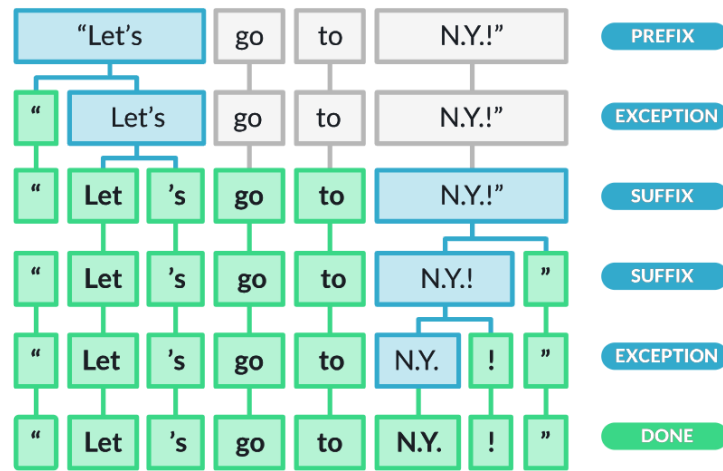 “Let’s go to N.Y.!” PREFIX
“ Let’s go to N.Y.!” EXCEPTION
“ Let ’s go to N.Y.!” SUFFIX
“ Let ’s go to N.Y.! ” SUFFIX
“ Let ’s go to N.Y. ! ” EXCEPTION
“ Let ’s go to N.Y. ! ” DONE